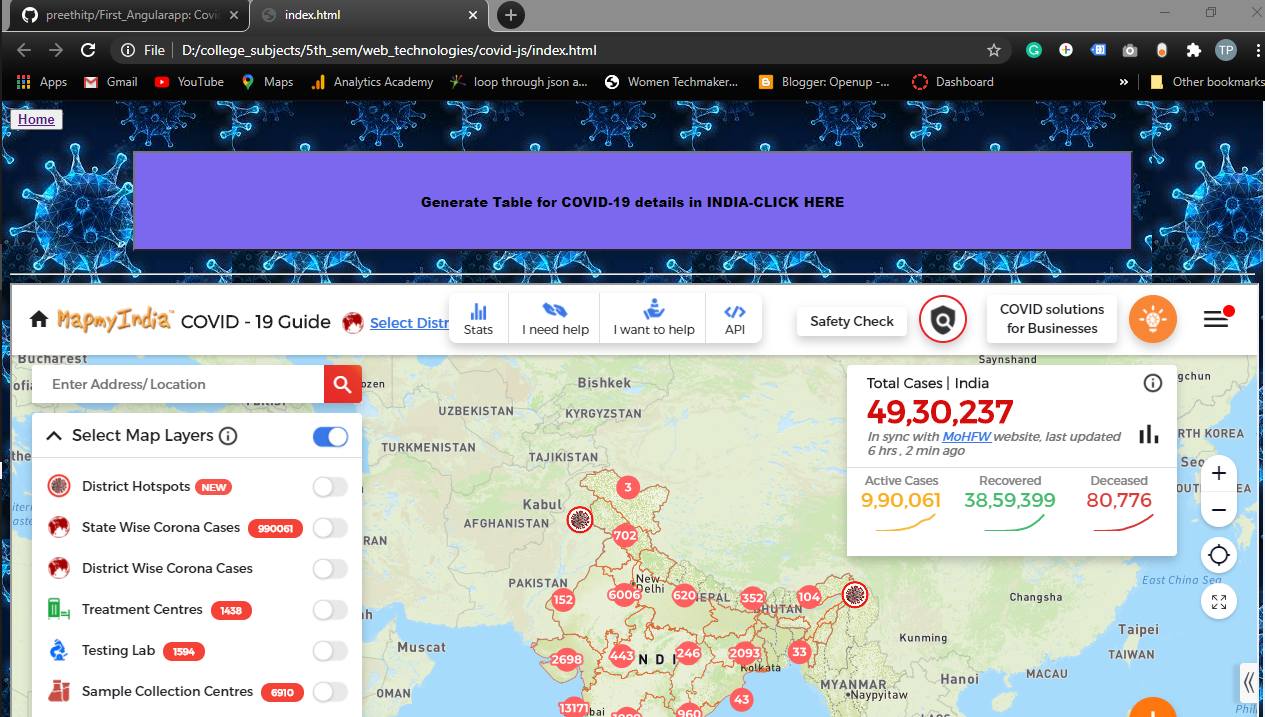 preethitp/First_Angularapp: Covid
index.html
File
D:/college_subjects/5th_sem/web_technologies/covid-js/index.html
TP
Apps
Gmail
YouTube
Maps
Analytics Academy
loop through json a...
Women Techmaker...
Blogger: Openup -...
Dashboard
»
Other bookmarks
Home
Generate Table for COVID-19 details in INDIA-CLICK HERE
MapmyIndia
COVID - 19 Guide
Select Distr
Stats
I need help
I want to help
API
Safety Check
COVID solutions
for Businesses
Bucharest
Enter Address/ Location
Select Map Layers
District Hotspots NEW
State Wise Corona Cases 990061
District Wise Corona Cases
Treatment Centres 1438
Testing Lab 1594
Sample Collection Centres 6910
Total Cases | India
49,30,237
In sync with MoHFW website, last updated
6 hrs , 2 min ago
Active Cases
9,90,061
Recovered
38,59,399
Deceased
80,776
Saynshand
Bishkek
UZBEKISTAN
KYRGYZSTAN
TURKMENISTAN
TAJIKISTAN
RTH KOREA
Seo
OUTH KOREA
Kabul
AFGHANISTAN
3
702
PAKISTAN
New
Delhi
152
6006
620
EPAL
352
HUTAN
104
East China Sea
Changsha
Muscat
2698
443
N D I
246
2093
33
Kolkata
Kunming
Taipei
TAIWAN
OMAN
MYANMAR
Naypyitaw
Hanoi
MACAU
43
13171
bai
960
LAOS
Phili